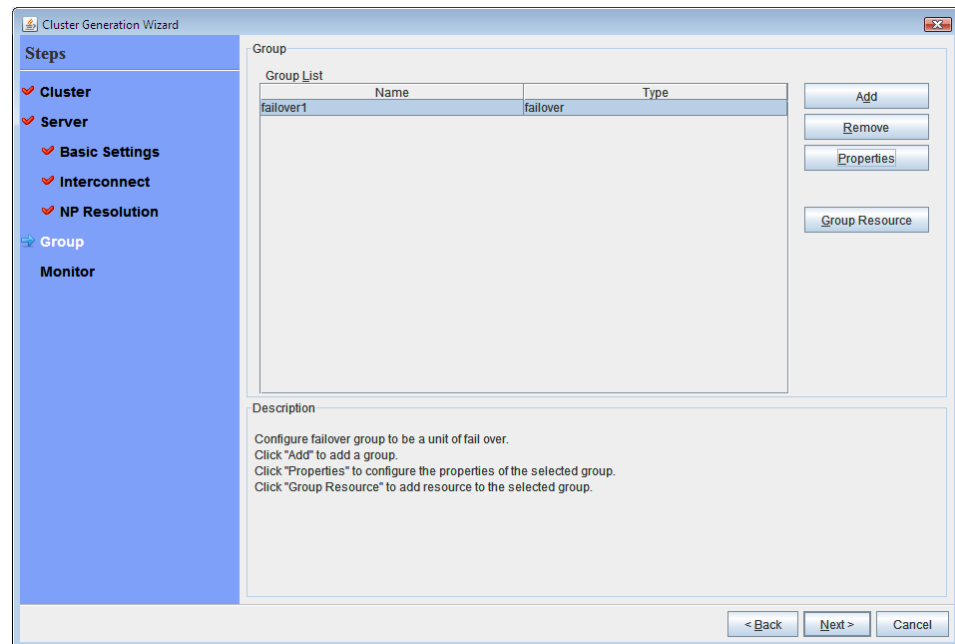 Cluster Generation Wizard
Steps
Cluster
Server
Basic Settings
Interconnect
NP Resolution
Group
Monitor
Group
Group List
Name Type
failover1 failover
Add
Remove
Properties
Group Resource
Description
Configure failover group to be a unit of fail over.
Click "Add" to add a group.
Click "Properties" to configure the properties of the selected group.
Click "Group Resource" to add resource to the selected group.
< Back Next > Cancel